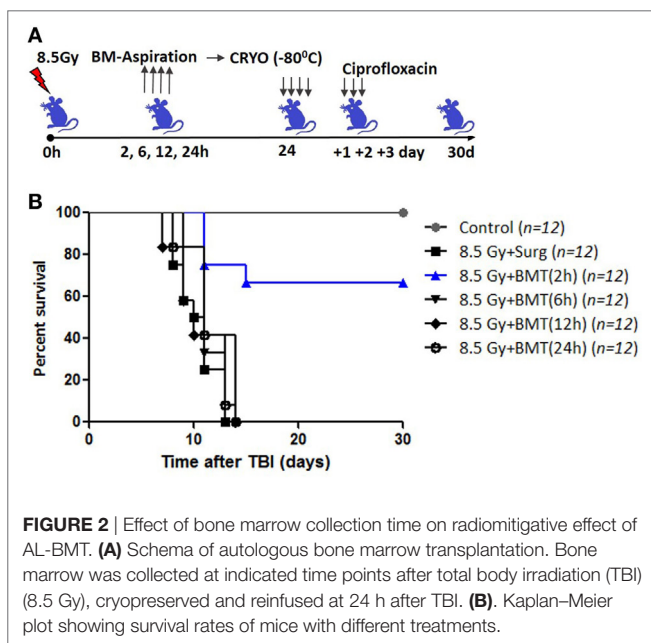 A
8.5Gy BM-Aspiration → CRYO (-80⁰C) Ciprofloxacin
0h 2, 6, 12, 24h 24 +1 +2 +3 day 30d
B
Percent survival
100
80
60
40
20
0
0 10 20 30
Time after TBI (days)
Control (n=12)
8.5 Gy+Surg (n=12)
8.5 Gy+BMT(2h) (n=12)
8.5 Gy+BMT(6h) (n=12)
8.5 Gy+BMT(12h) (n=12)
8.5 Gy+BMT(24h) (n=12)
FIGURE 2 | Effect of bone marrow collection time on radiomitigative effect of
AL-BMT. (A) Schema of autologous bone marrow transplantation. Bone
marrow was collected at indicated time points after total body irradiation (TBI)
(8.5 Gy), cryopreserved and reinfused at 24 h after TBI. (B). Kaplan–Meier
plot showing survival rates of mice with different treatments.